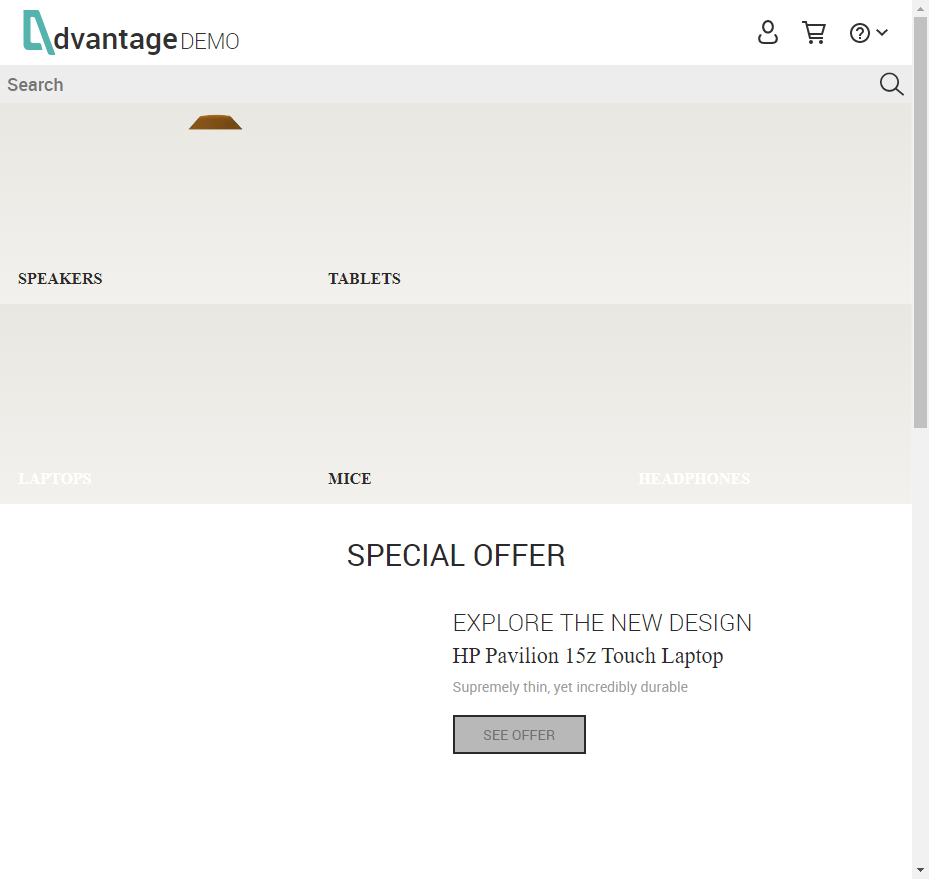 dvantage DEMO
Search
SPEAKERS
TABLETS
LAPTOPS
MICE
HEADPHONES
SPECIAL OFFER
EXPLORE THE NEW DESIGN
HP Pavilion 15z Touch Laptop
Supremely thin, yet incredibly durable
SEE OFFER